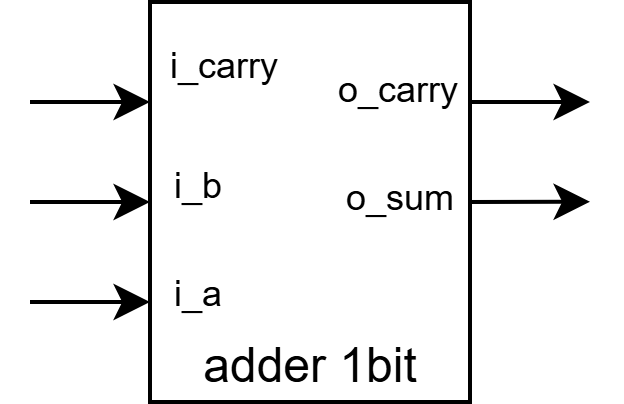 i_carry
o_carry
i_b
o_sum
i_a
adder 1bit